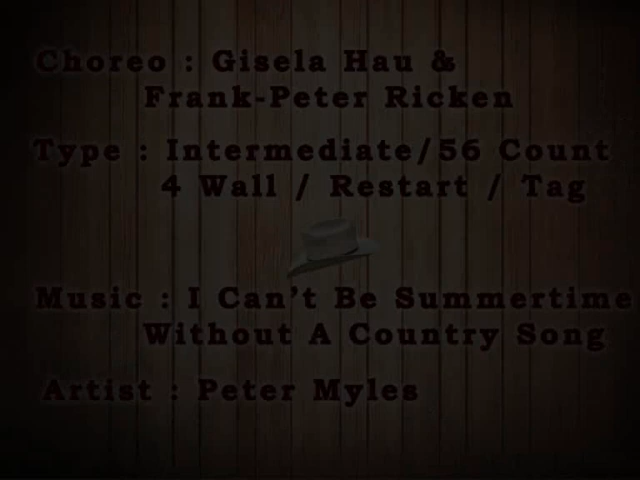 Choreo : Gisela Hau &
Frank-Peter Ricken
Type : Intermediate/56 Count
4 Wall / Restart / Tag
Music : I Can't Be Summertime
Without A Country Song
Artist : Peter Myles